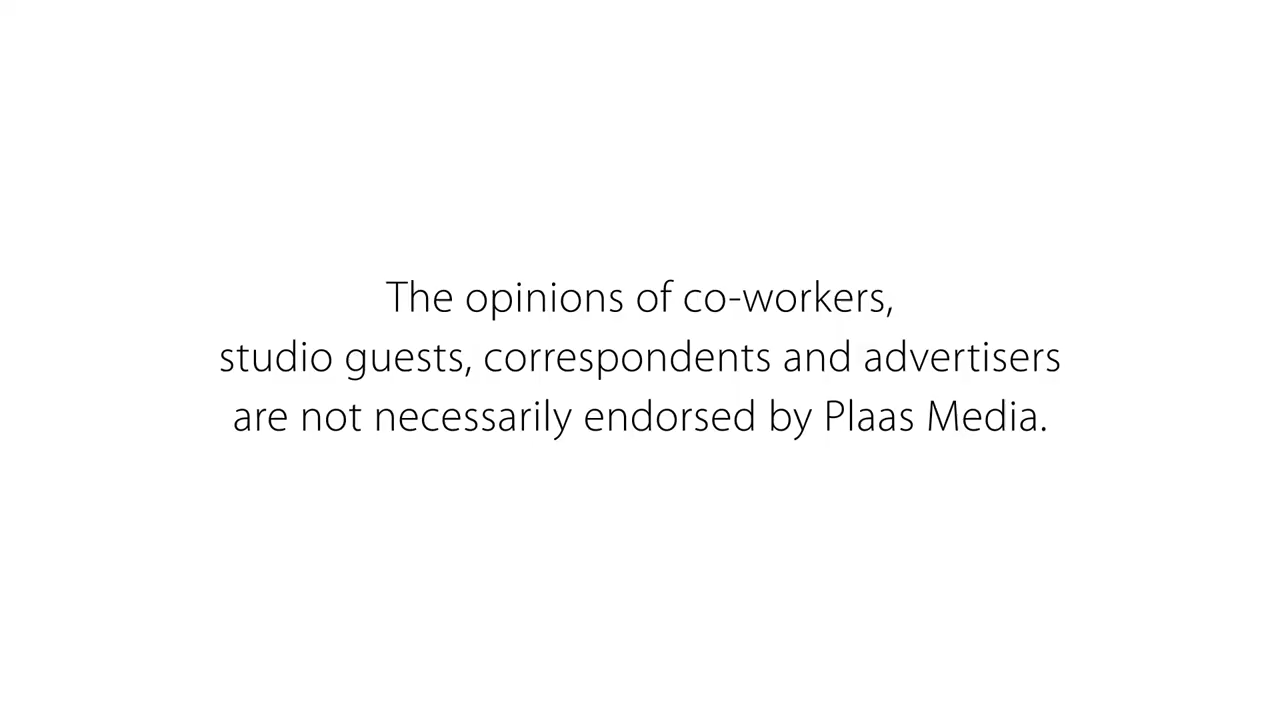 The opinions of co-workers,
studio guests, correspondents and advertisers
are not necessarily endorsed by Plaas Media.